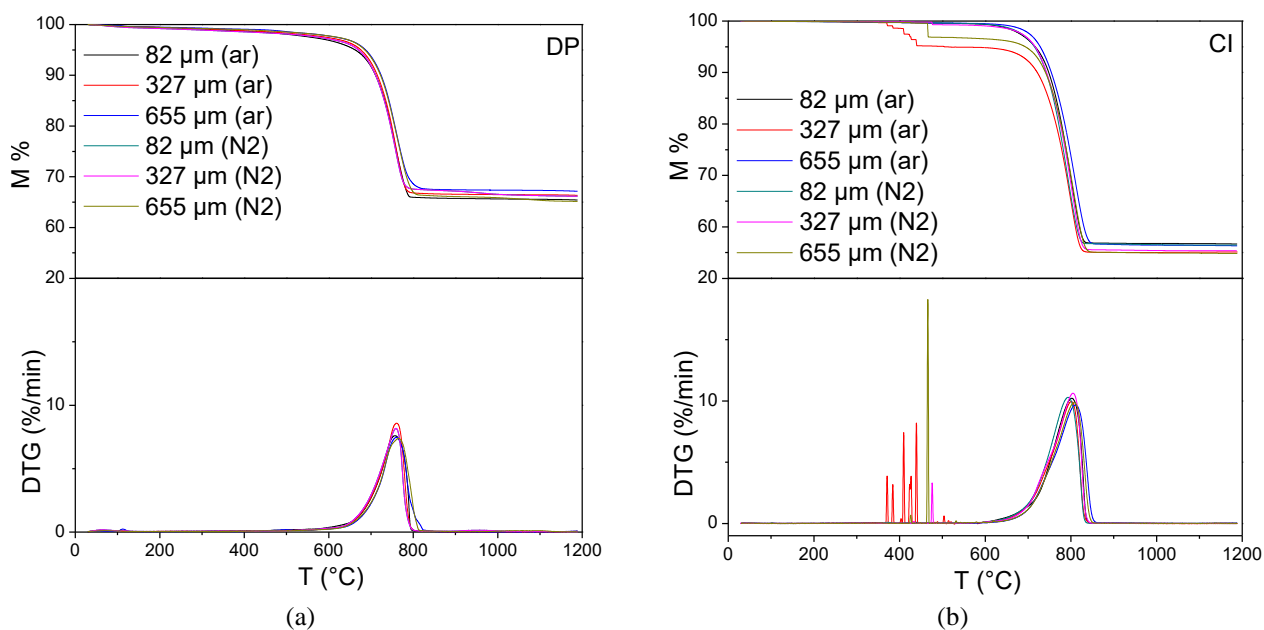 100
90
80
70
60
20
10
0
M %
DTG (%/min)
DP
82 µm (ar)
327 µm (ar)
655 µm (ar)
82 µm (N2)
327 µm (N2)
655 µm (N2)
0 200 400 600 800 1000 1200
T (°C)
(a)
100
90
80
70
60
20
10
0
M %
DTG (%/min)
CI
82 µm (ar)
327 µm (ar)
655 µm (ar)
82 µm (N2)
327 µm (N2)
655 µm (N2)
0 200 400 600 800 1000 1200
T (°C)
(b)